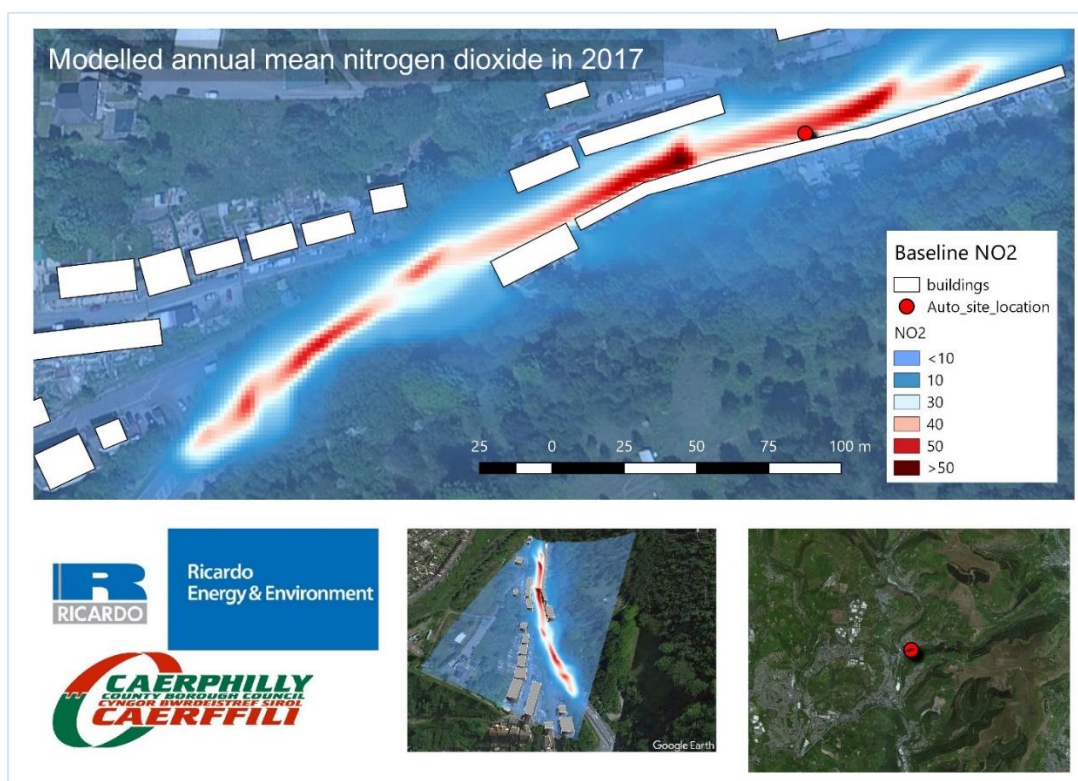 Modelled annual mean nitrogen dioxide in 2017
Baseline NO2
buildings
Auto_site_location
NO2
<10
10
30
40
50
>50
25 0 25 50 75 100 m
R
RICARDO
Ricardo
Energy & Environment
CAERPHILLY
COUNTY BOROUGH COUNCIL
CYNGOR BWRDEISTREF SIROL
CAERFFILI
Google Earth